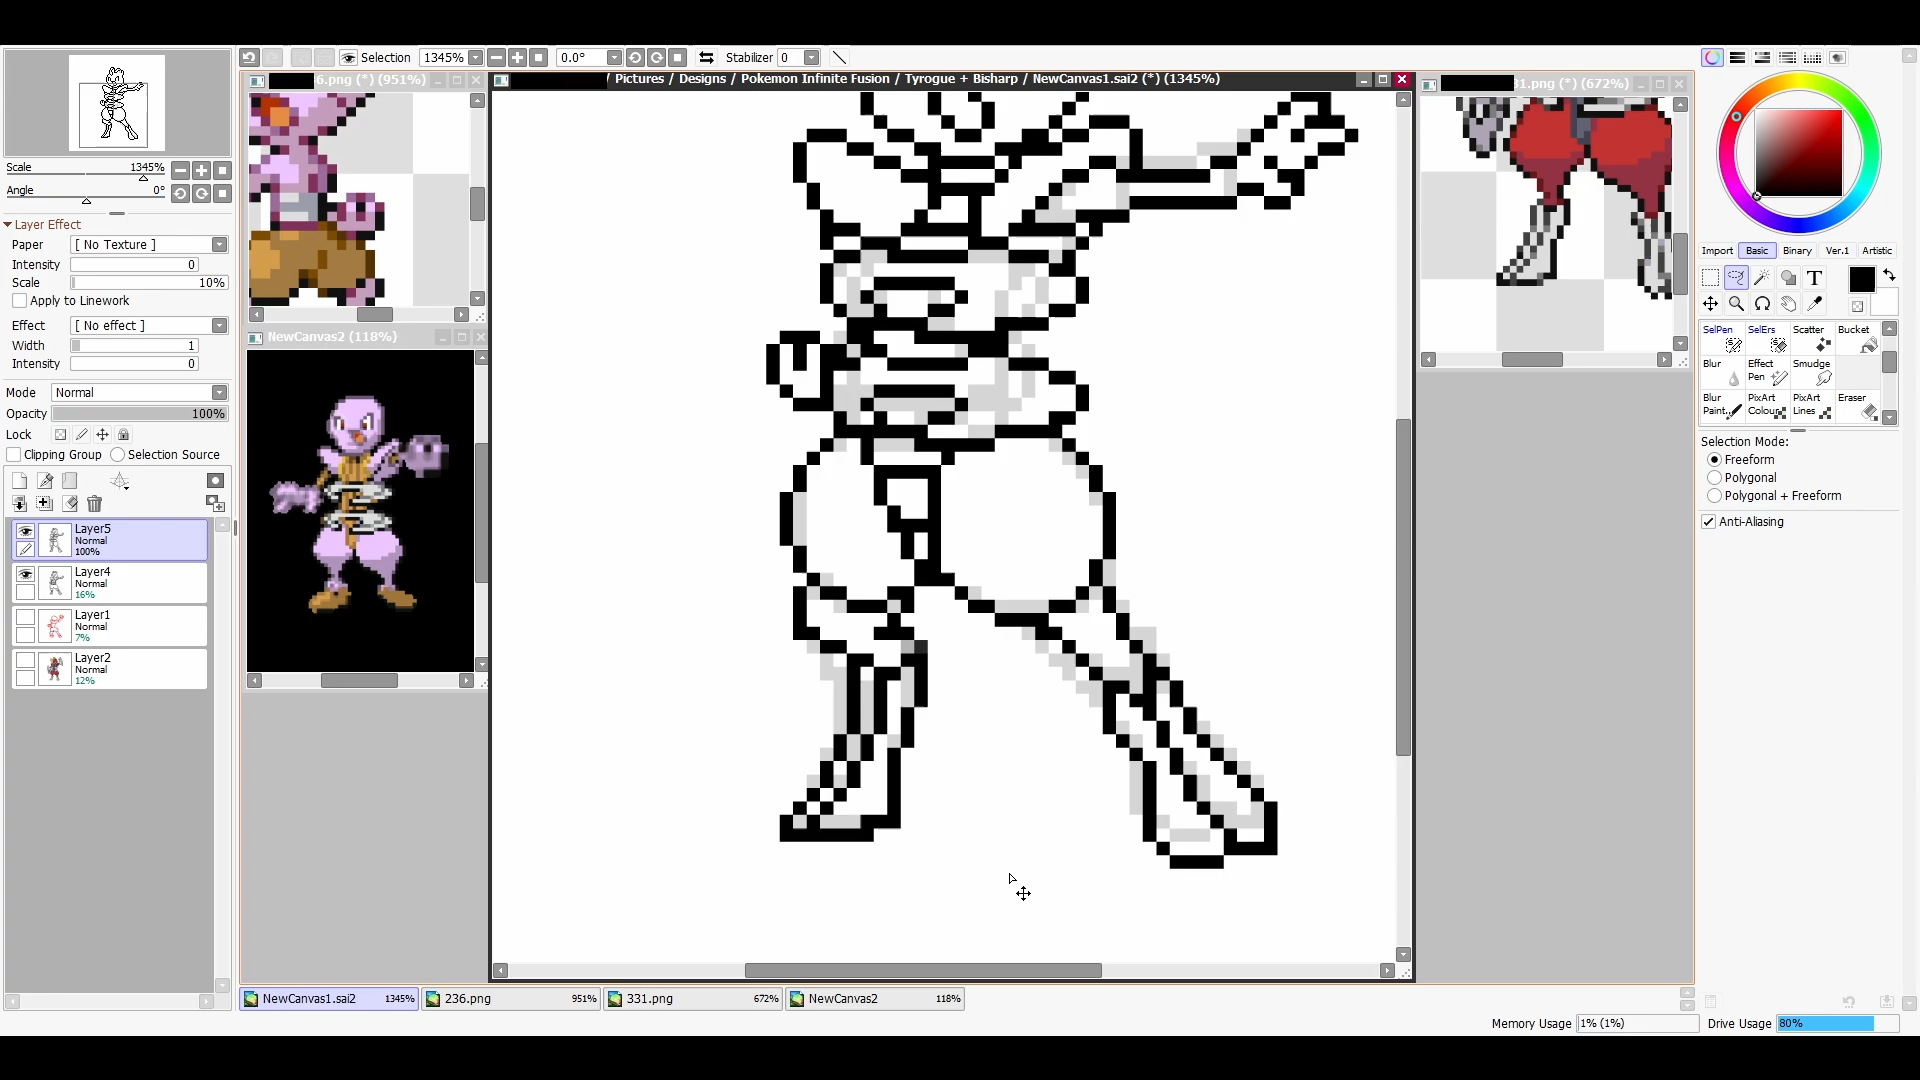 Selection 1345% 0.0° Stabilizer 0
6.png (*) (951%)
/ Pictures / Designs / Pokemon Infinite Fusion / Tyrogue + Bisharp / NewCanvas1.sai2 (*) (1345%)
31.png (*) (672%)
Scale 1345%
Angle 0°
Layer Effect
Paper [ No Texture ]
Intensity 0
Scale 10%
Apply to Linework
Effect [ No effect ]
Width 1
Intensity 0
Mode Normal
Opacity 100%
Lock
Clipping Group Selection Source
Layer5
Normal
100%
Layer4
Normal
16%
Layer1
Normal
7%
Layer2
Normal
12%
NewCanvas2 (118%)
Import Basic Binary Ver.1 Artistic
T
SelPen SelErs Scatter Bucket
Blur Effect Pen Smudge
Blur Paint.. PixArt Colour PixArt Lines Eraser
Selection Mode:
Freeform
Polygonal
Polygonal + Freeform
Anti-Aliasing
NewCanvas1.sai2 1345% 236.png 951% 331.png 672% NewCanvas2 118%
Memory Usage 1% (1%) Drive Usage 80%